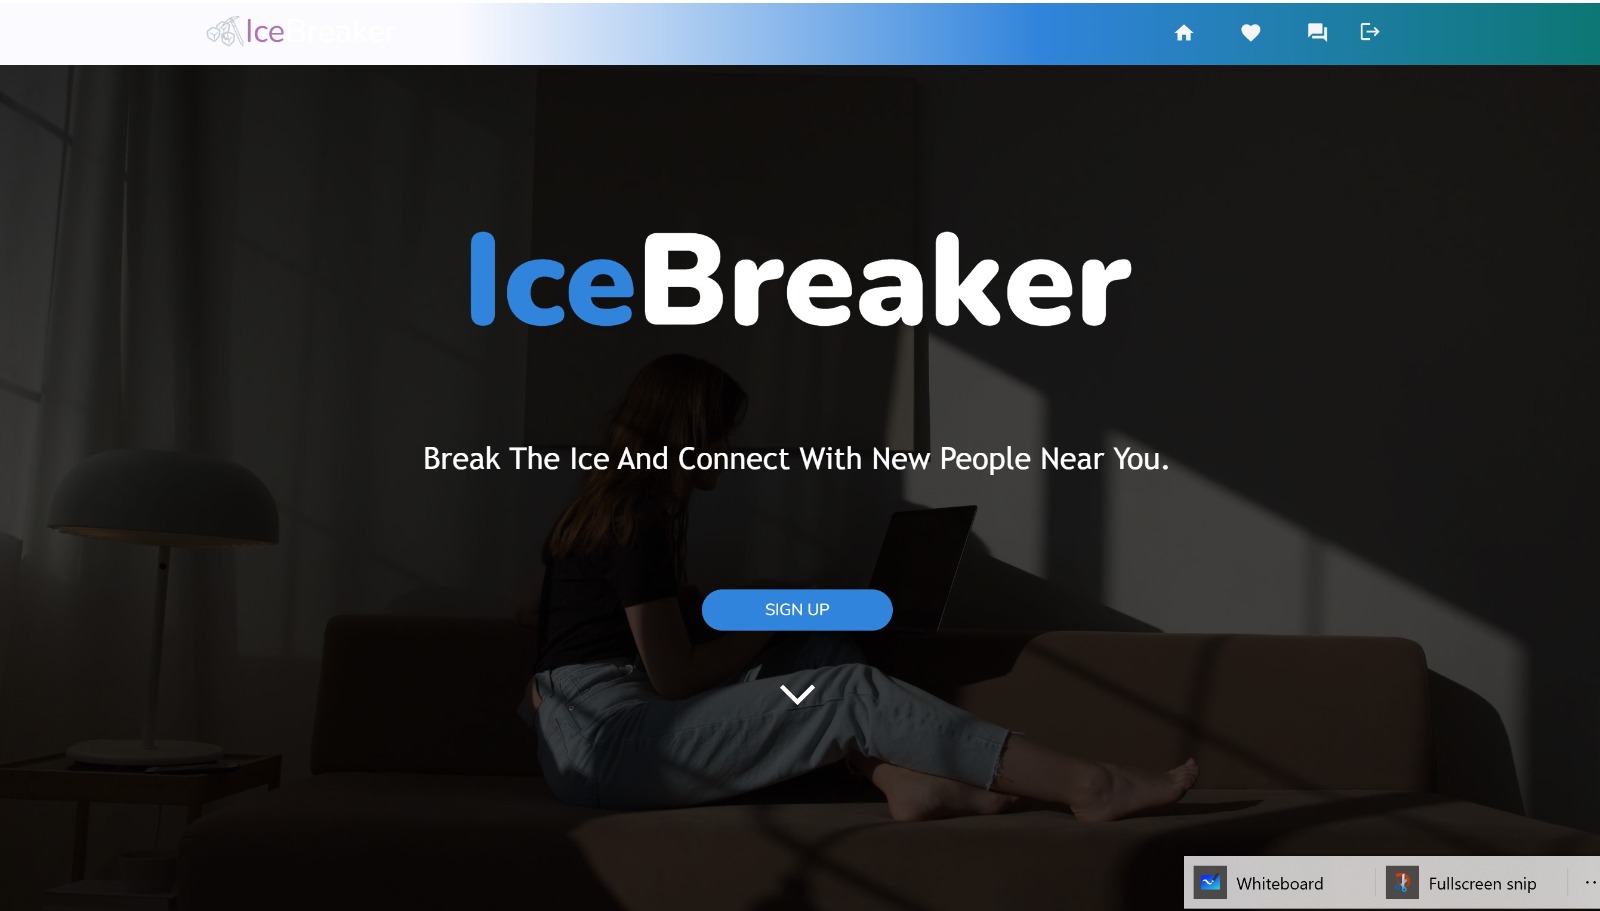 IceBreaker
IceBreaker
Break The Ice And Connect With New People Near You.
SIGN UP
Whiteboard
Fullscreen snip